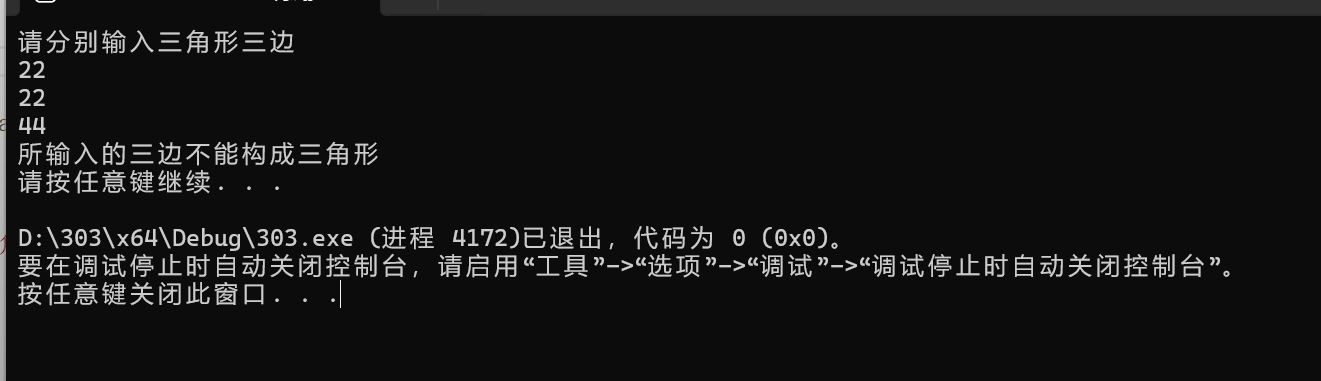 请分别输入三角形三边
22
22
44
所输入的三边不能构成三角形
请按任意键继续. . .
D:\303\x64\Debug\303.exe (进程 4172)已退出，代码为 0 (0x0)。
要在调试停止时自动关闭控制台，请启用“工具”->“选项”->“调试”->“调试停止时自动关闭控制台”。
按任意键关闭此窗口. . .